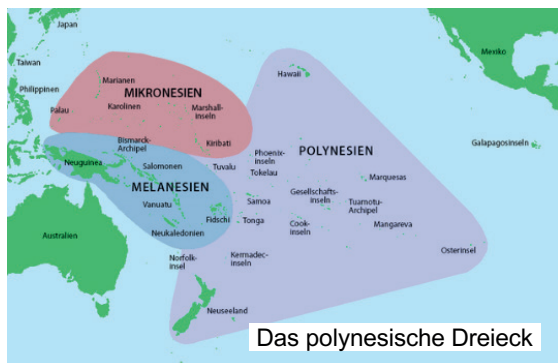 Japan
Taiwan
Philippinen
Marianen
MIKRONESIEN
Palau
Karolinen
Marshall-
inseln
Kiribati
Hawaii
Mexiko
Galapagosinseln
Bismarck-
Archipel
Neuguinea
Salomonen
MELANESIEN
Vanuatu
Fidschi
Neukaledonien
Tuvalu
Phoenix-
inseln
Tokelau
POLYNESIEN
Marquesas
Samoa
Gesellschafts-
inseln
Tuamotu-
Archipel
Tonga
Cook-
inseln
Mangareva
Osterinsel
Australien
Norfolk-
insel
Kermadec-
inseln
Neuseeland
Das polynesische Dreieck